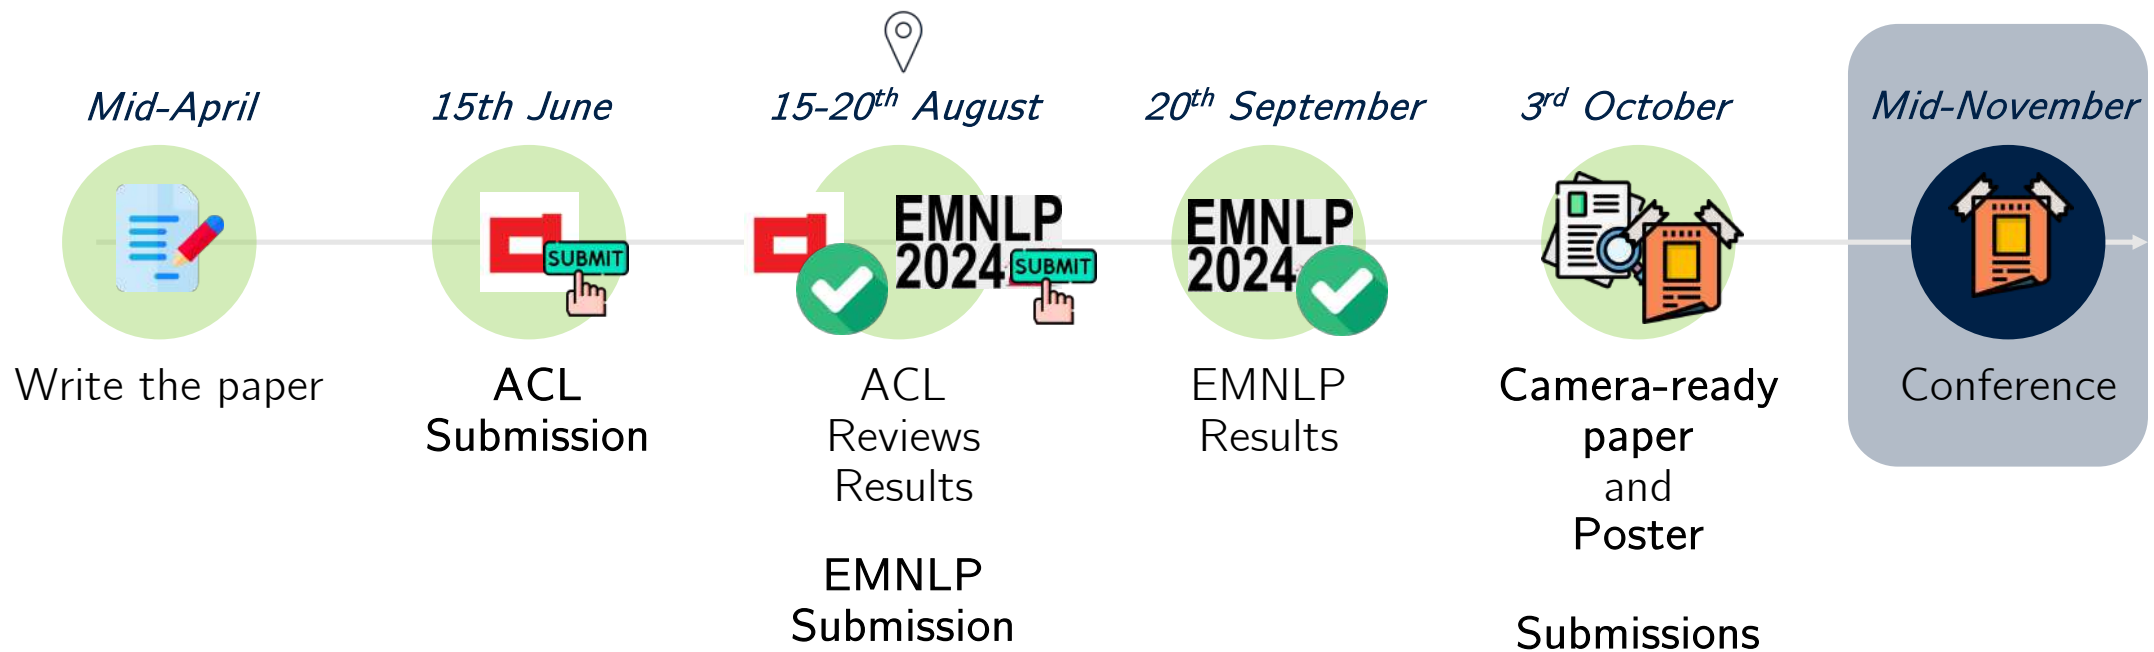 Mid-April
15th June
15-20th August
20th September
3rd October
Mid-November
SUBMIT
EMNLP
2024
SUBMIT
EMNLP
2024
Write the paper
ACL
Submission
ACL
Reviews
Results
EMNLP
Submission
EMNLP
Results
Camera-ready
paper
and
Poster
Submissions
Conference